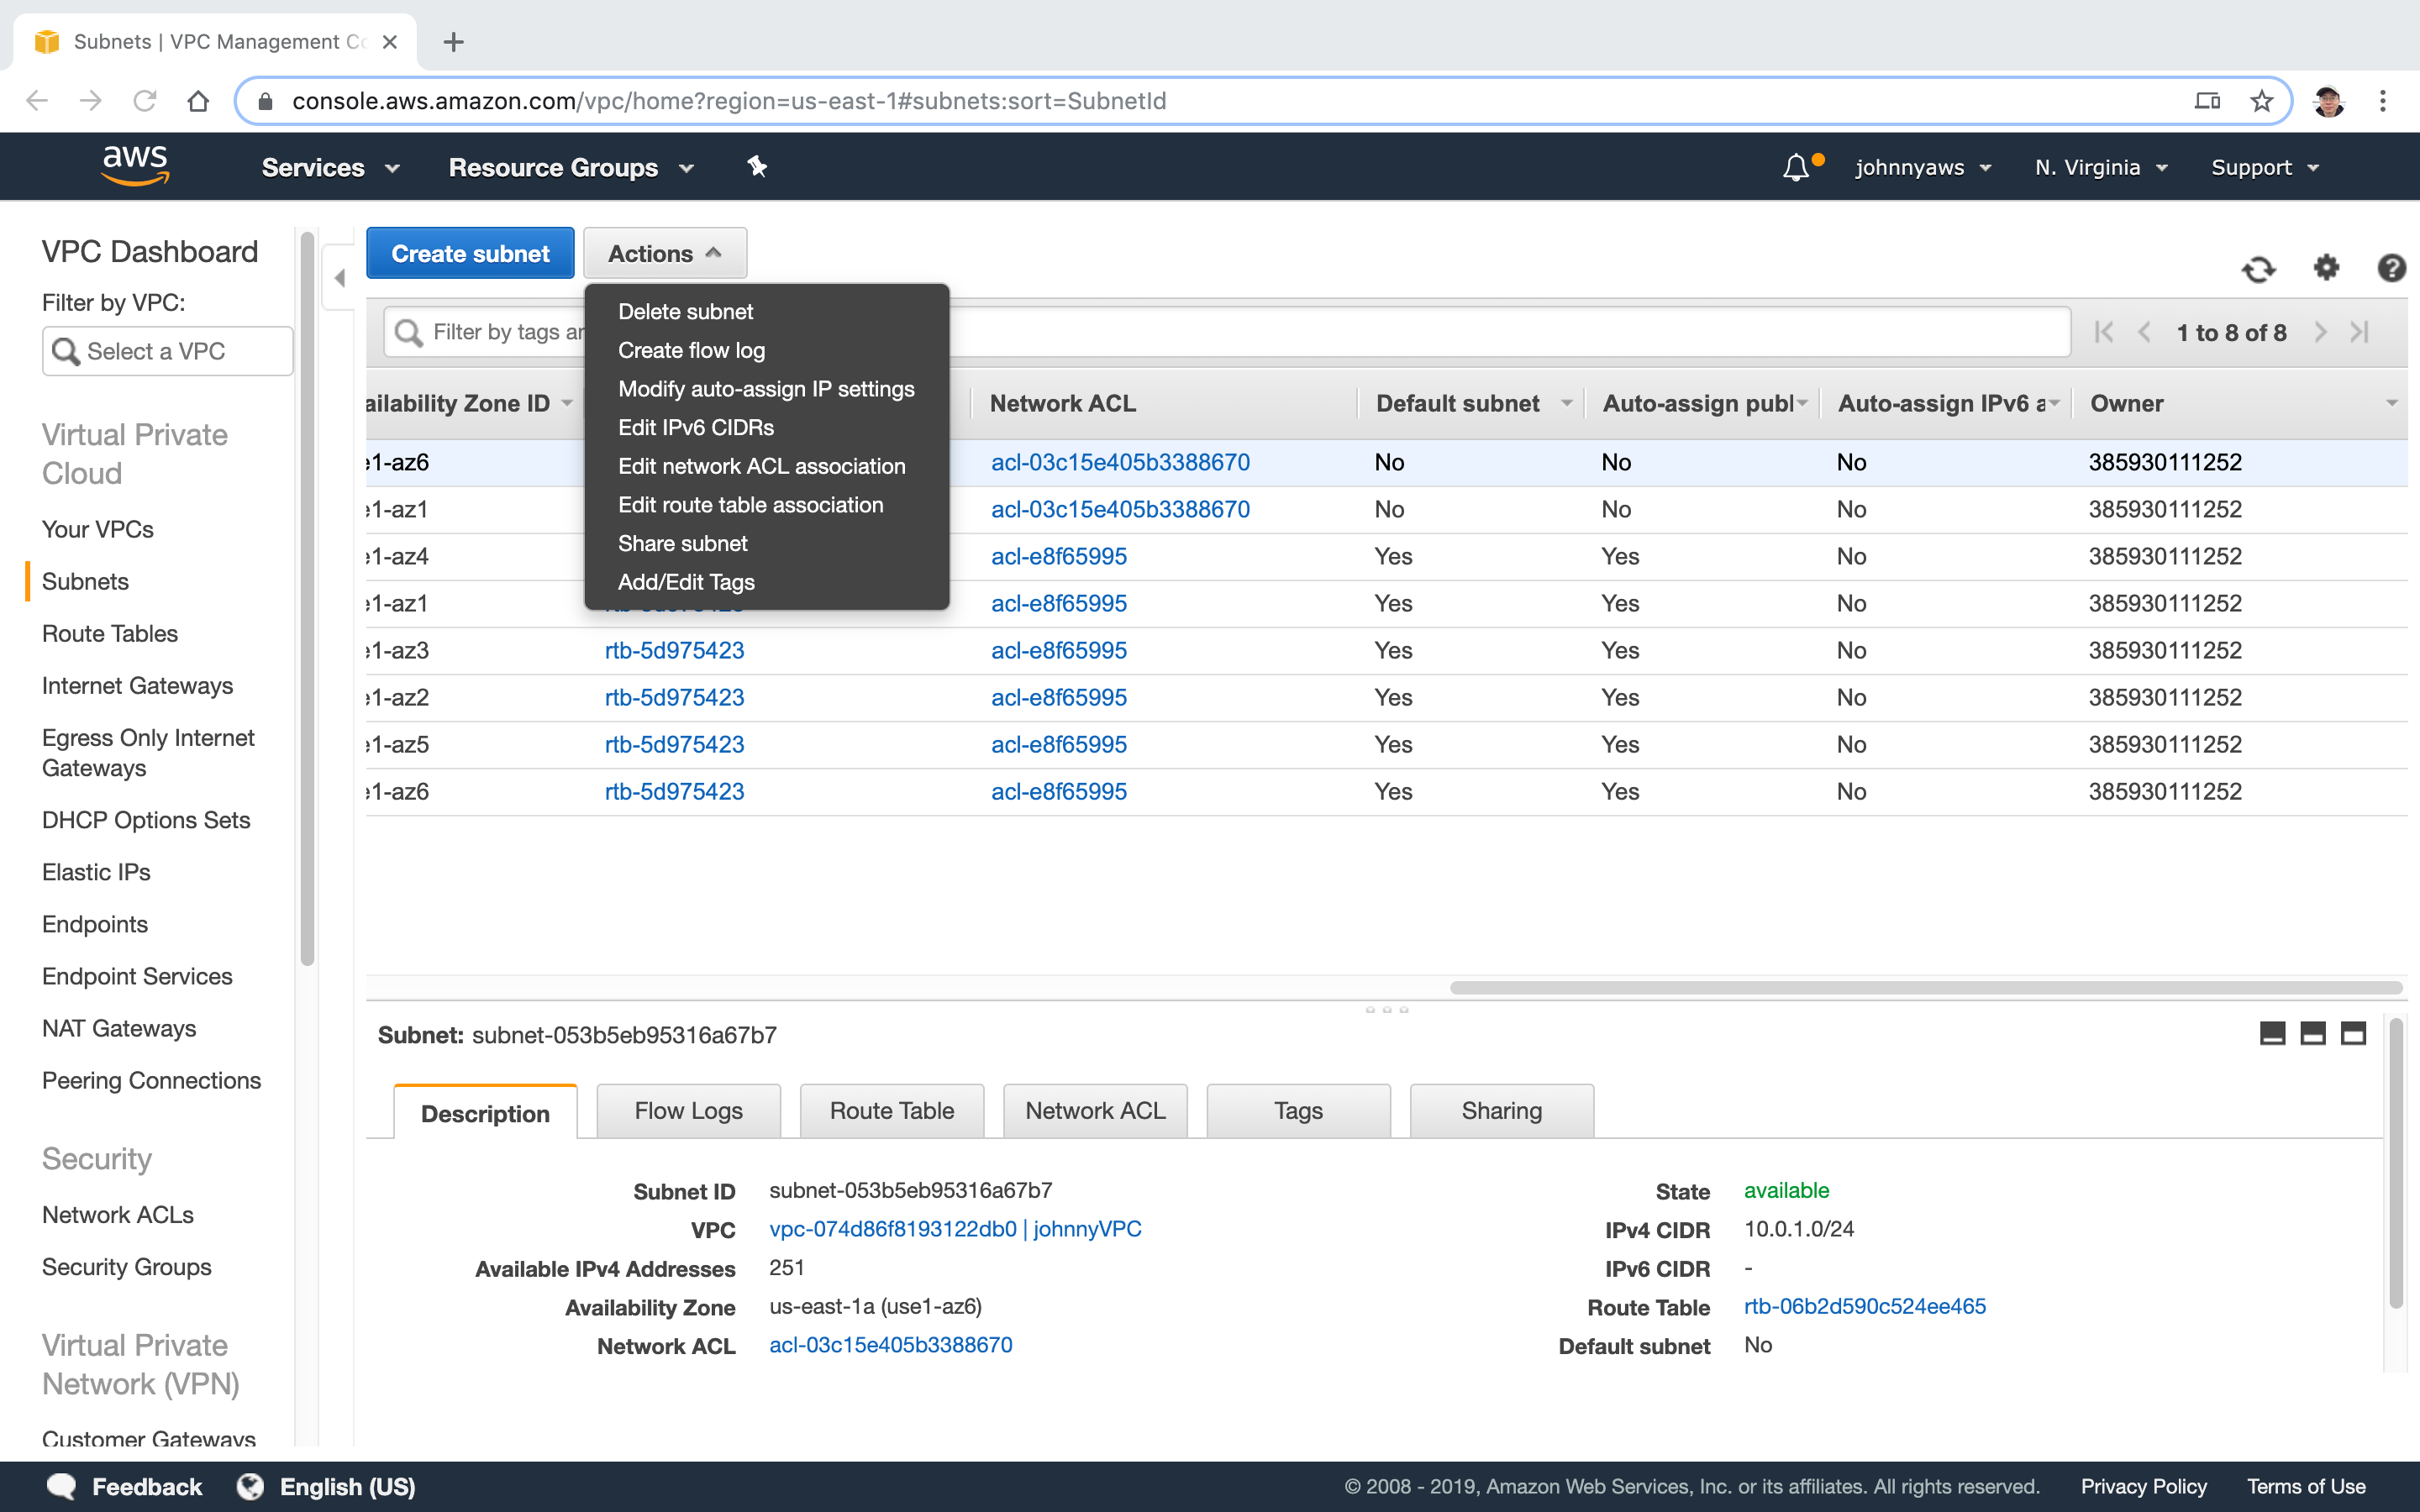 Subnets | VPC Management Co
console.aws.amazon.com/vpc/home?region=us-east-1#subnets:sort=SubnetId
aws Services Resource Groups johnnyaws N. Virginia Support
VPC Dashboard
Filter by VPC:
Select a VPC
Virtual Private
Cloud
Your VPCs
Subnets
Route Tables
Internet Gateways
Egress Only Internet
Gateways
DHCP Options Sets
Elastic IPs
Endpoints
Endpoint Services
NAT Gateways
Peering Connections
Security
Network ACLs
Security Groups
Virtual Private
Network (VPN)
Customer Gateways
Create subnet Actions
Delete subnet
Create flow log
Modify auto-assign IP settings
Edit IPv6 CIDRs
Edit network ACL association
Edit route table association
Share subnet
Add/Edit Tags
Filter by tags 1 to 8 of 8
ailability Zone ID Network ACL Default subnet Auto-assign publ Auto-assign IPv6 a Owner
e1-az6 acl-03c15e405b3388670 No No No 385930111252
e1-az1 acl-03c15e405b3388670 No No No 385930111252
e1-az4 acl-e8f65995 Yes Yes No 385930111252
e1-az1 acl-e8f65995 Yes Yes No 385930111252
e1-az3 rtb-5d975423 acl-e8f65995 Yes Yes No 385930111252
e1-az2 rtb-5d975423 acl-e8f65995 Yes Yes No 385930111252
e1-az5 rtb-5d975423 acl-e8f65995 Yes Yes No 385930111252
e1-az6 rtb-5d975423 acl-e8f65995 Yes Yes No 385930111252
Subnet: subnet-053b5eb95316a67b7
Description Flow Logs Route Table Network ACL Tags Sharing
Subnet ID subnet-053b5eb95316a67b7 State available
VPC vpc-074d86f8193122db0 | johnnyVPC IPv4 CIDR 10.0.1.0/24
Available IPv4 Addresses 251 IPv6 CIDR -
Availability Zone us-east-1a (use1-az6) Route Table rtb-06b2d590c524ee465
Network ACL acl-03c15e405b3388670 Default subnet No
Feedback English (US) © 2008 - 2019, Amazon Web Services, Inc. or its affiliates. All rights reserved. Privacy Policy Terms of Use